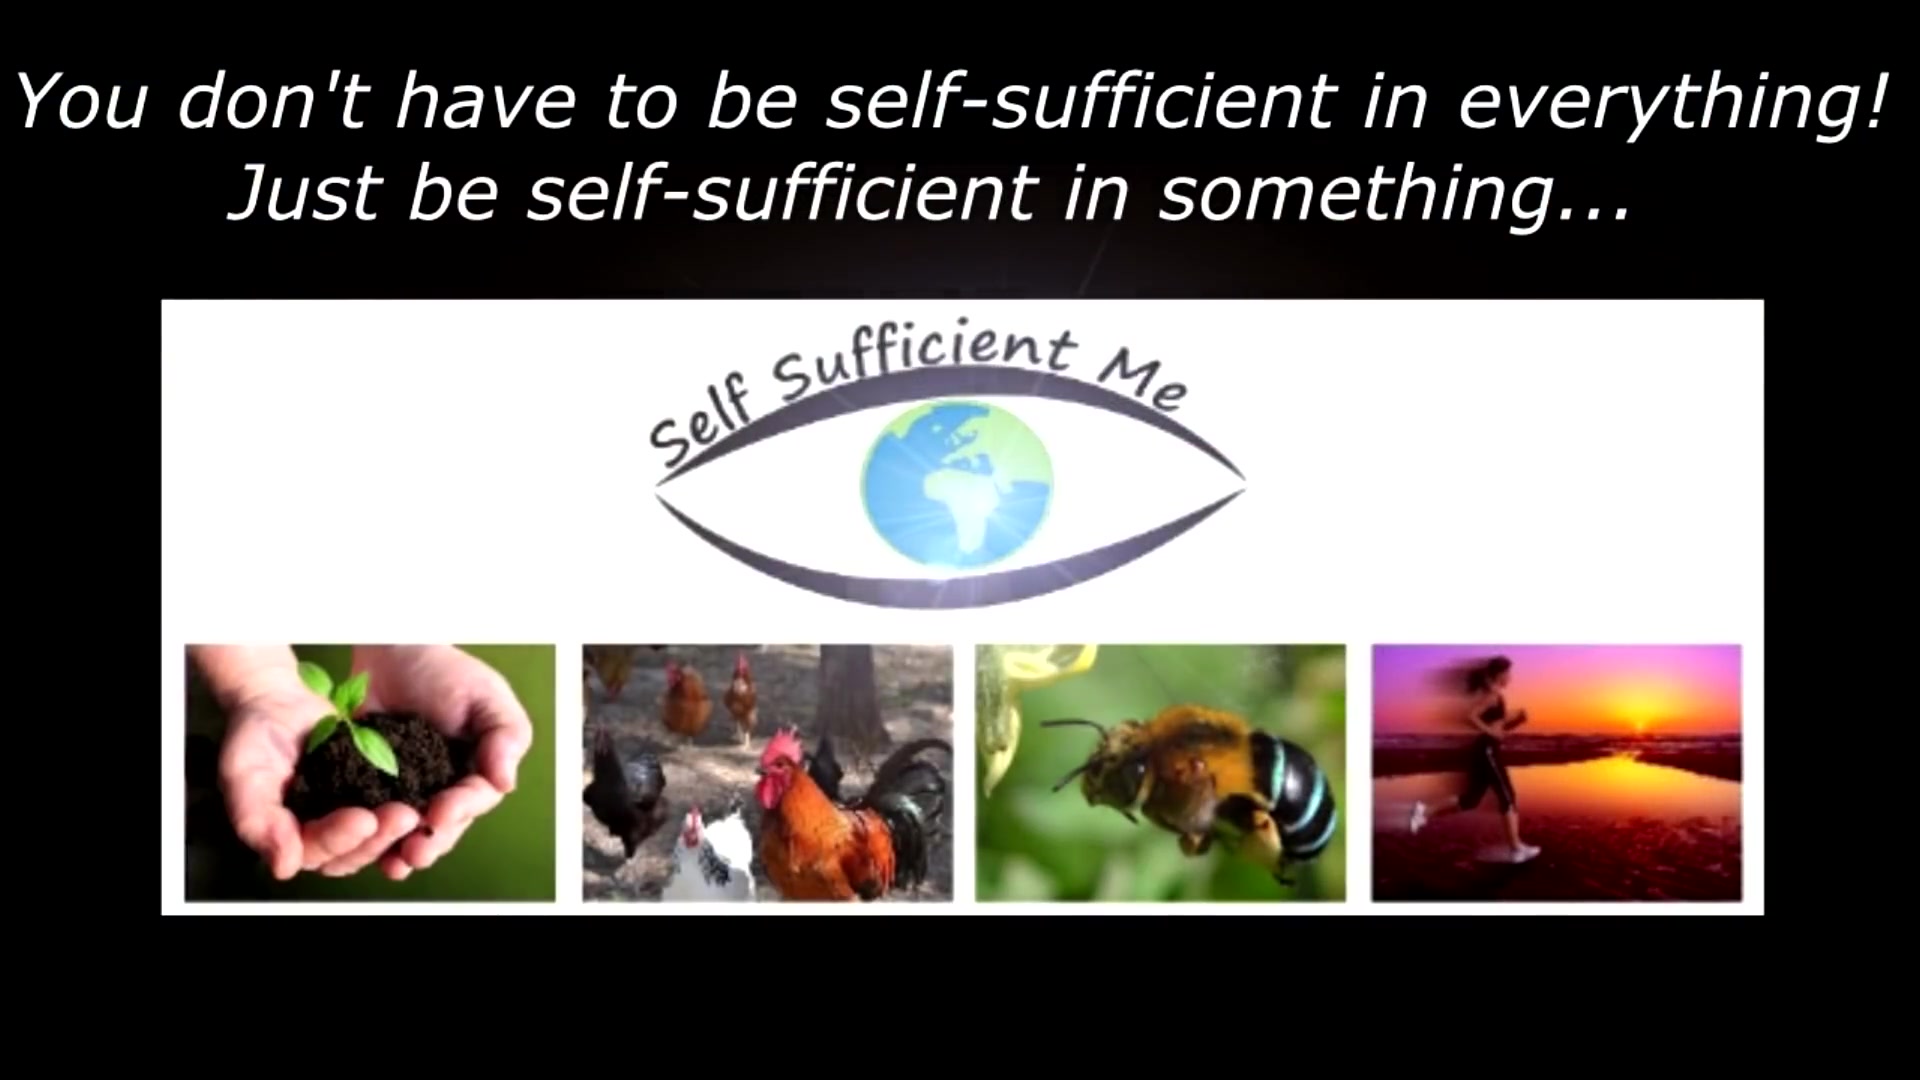 You don't have to be self-sufficient in everything!
Just be self-sufficient in something...
Self Sufficient Me